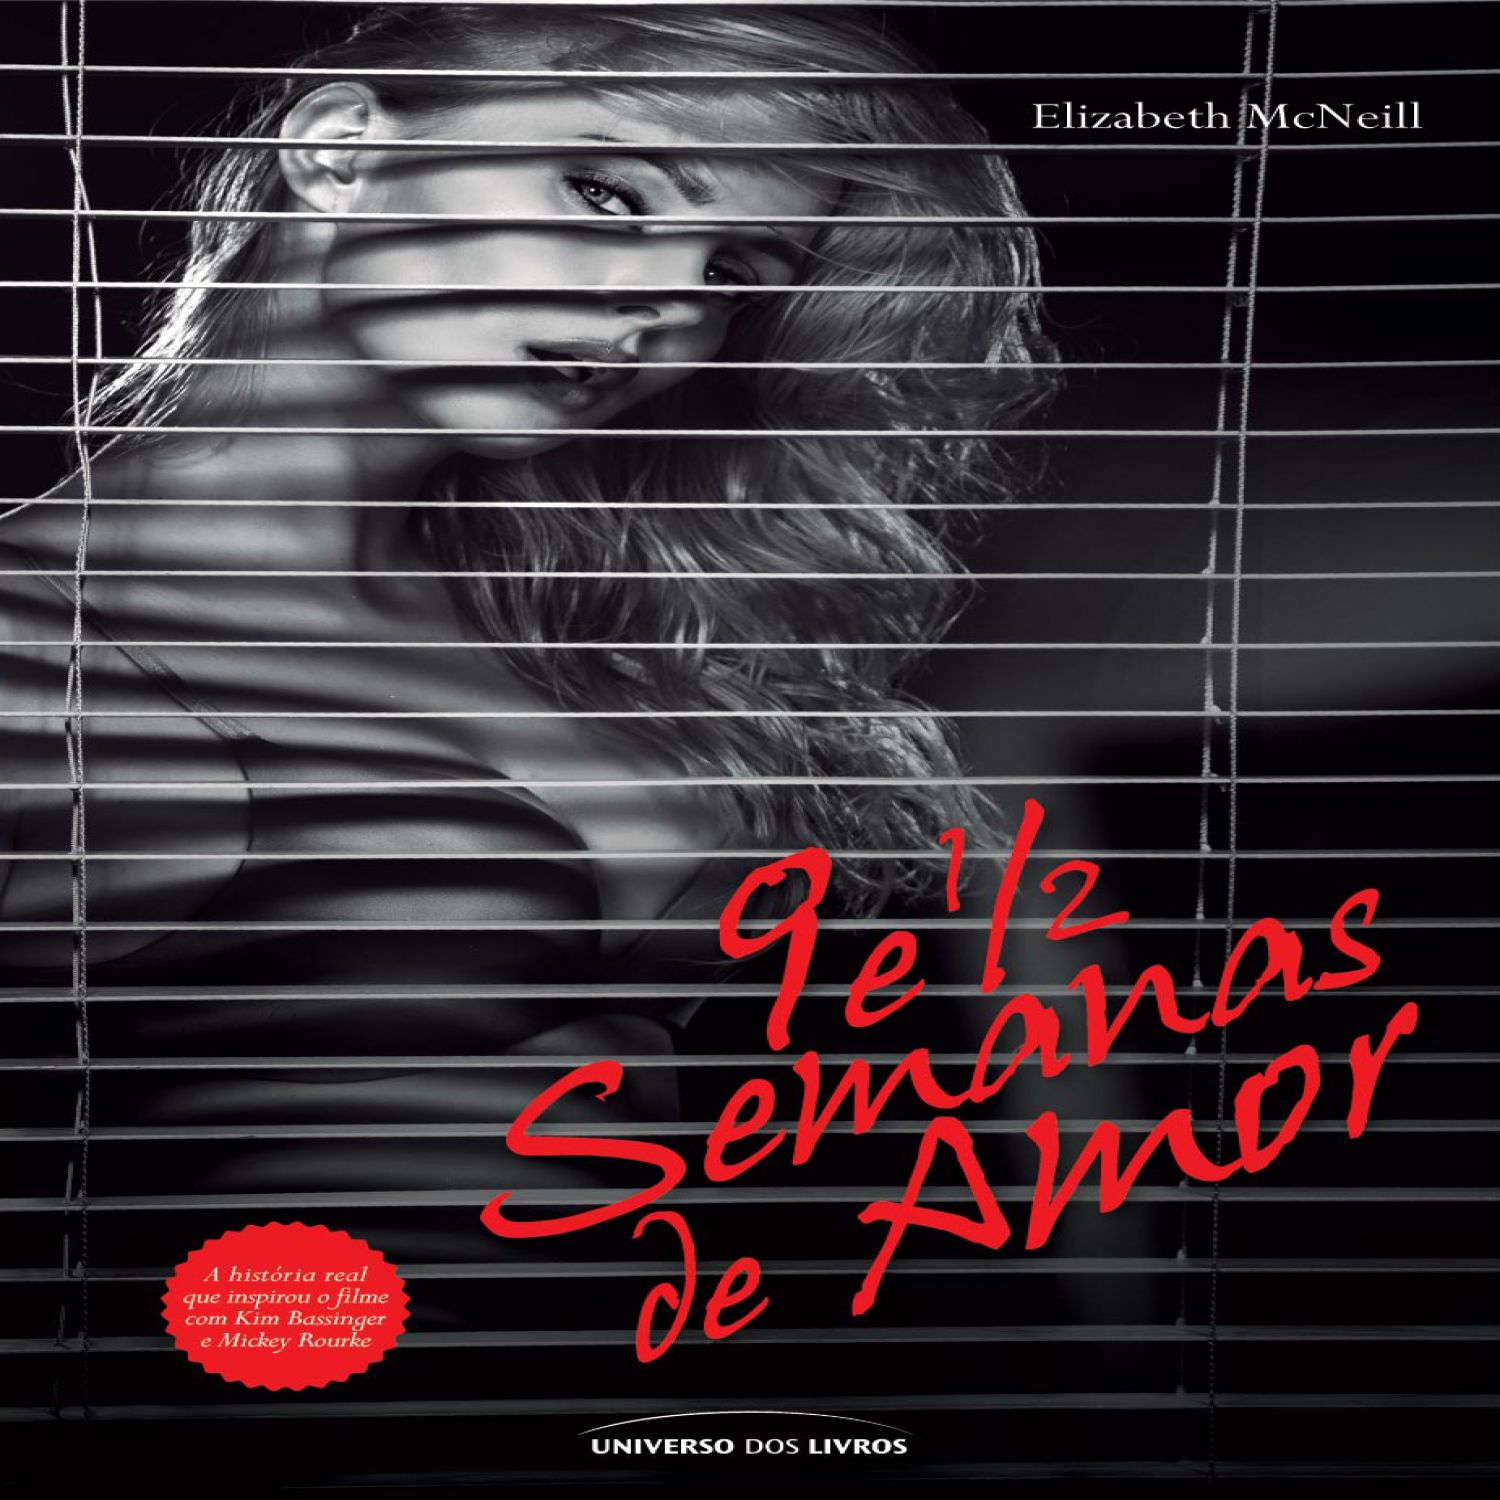 Elizabeth McNeill
9 e 1/2
Semanas
de Amor
A história real
que inspirou o filme
com Kim Bassinger
e Mickey Rourke
UNIVERSO DOS LIVROS